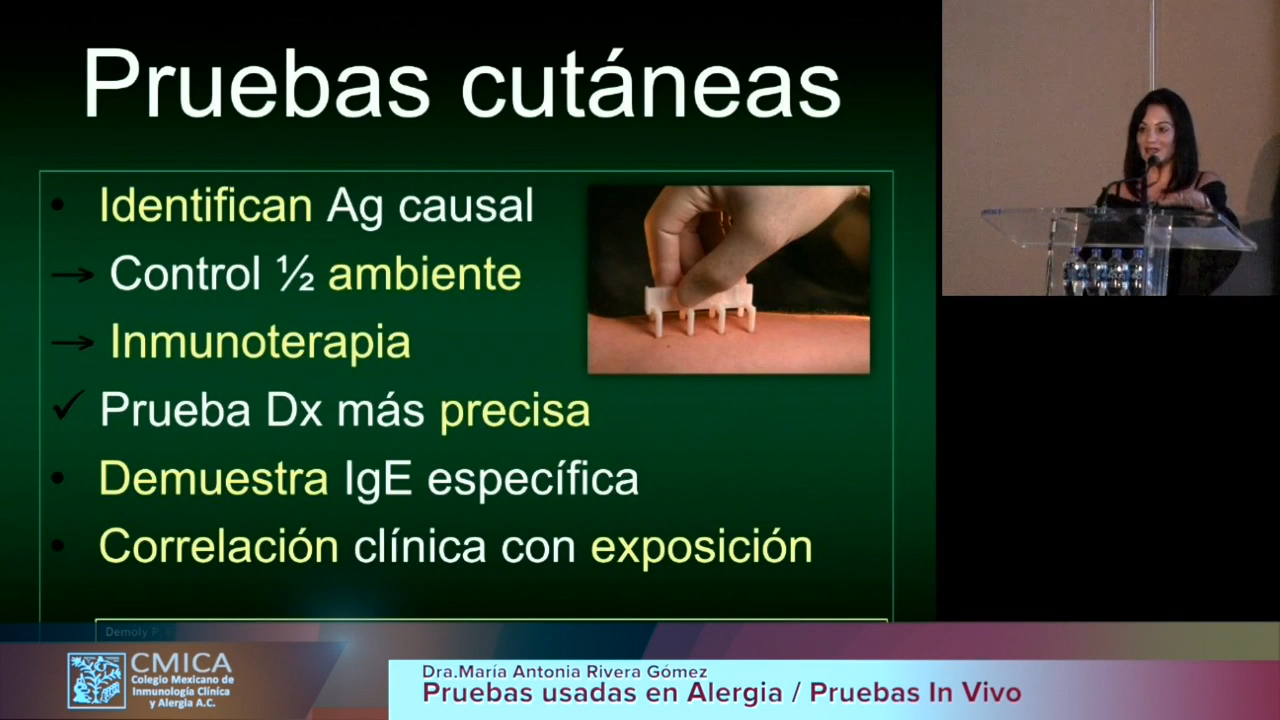 Pruebas cutáneas
• Identifican Ag causal
→ Control ½ ambiente
→ Inmunoterapia
✓ Prueba Dx más precisa
• Demuestra IgE específica
• Correlación clínica con exposición
Demoly P.
CMICA
Colegio Mexicano de
Inmunología Clínica
y Alergia A.C.
Dra.María Antonia Rivera Gómez
Pruebas usadas en Alergia / Pruebas In Vivo